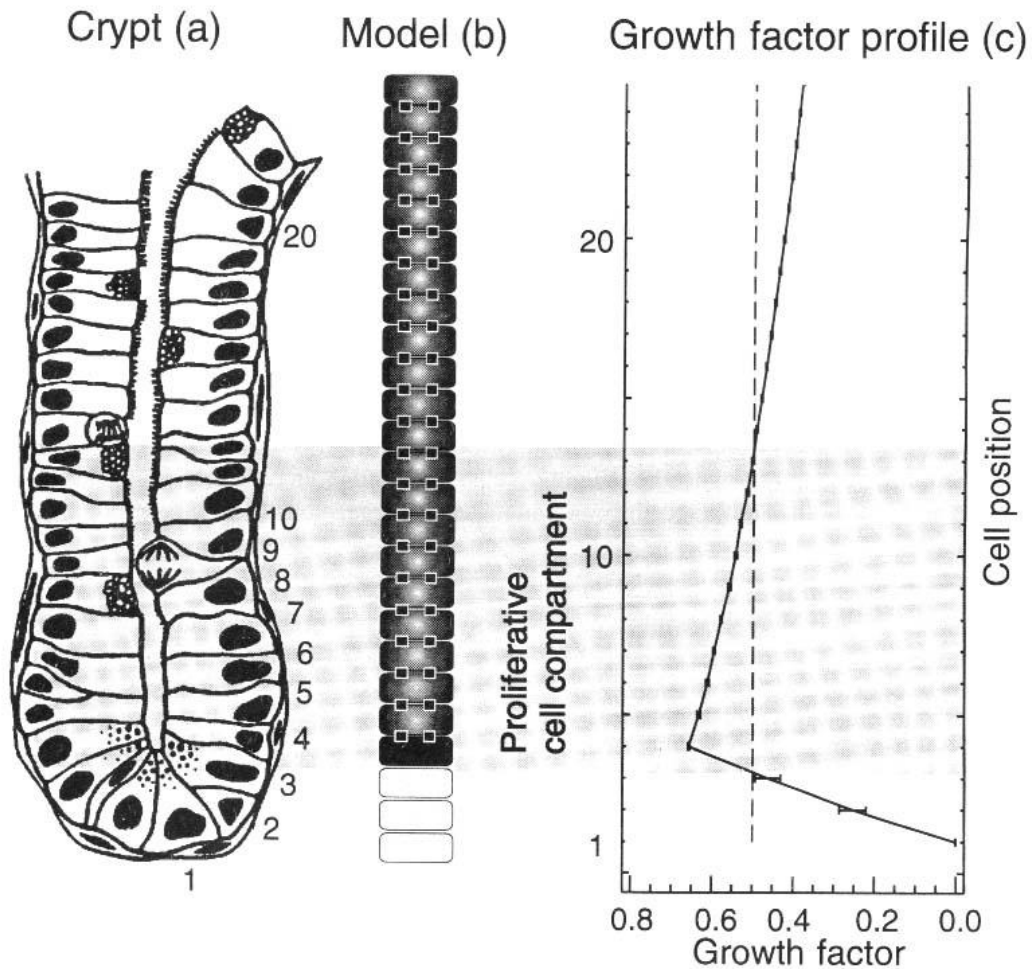 Crypt (a)
Model (b)
Growth factor profile (c)
20
10
9
8
7
6
5
4
3
2
1
Proliferative
cell compartment
20
10
1
Cell position
0.8
0.6
0.4
0.2
0.0
Growth factor